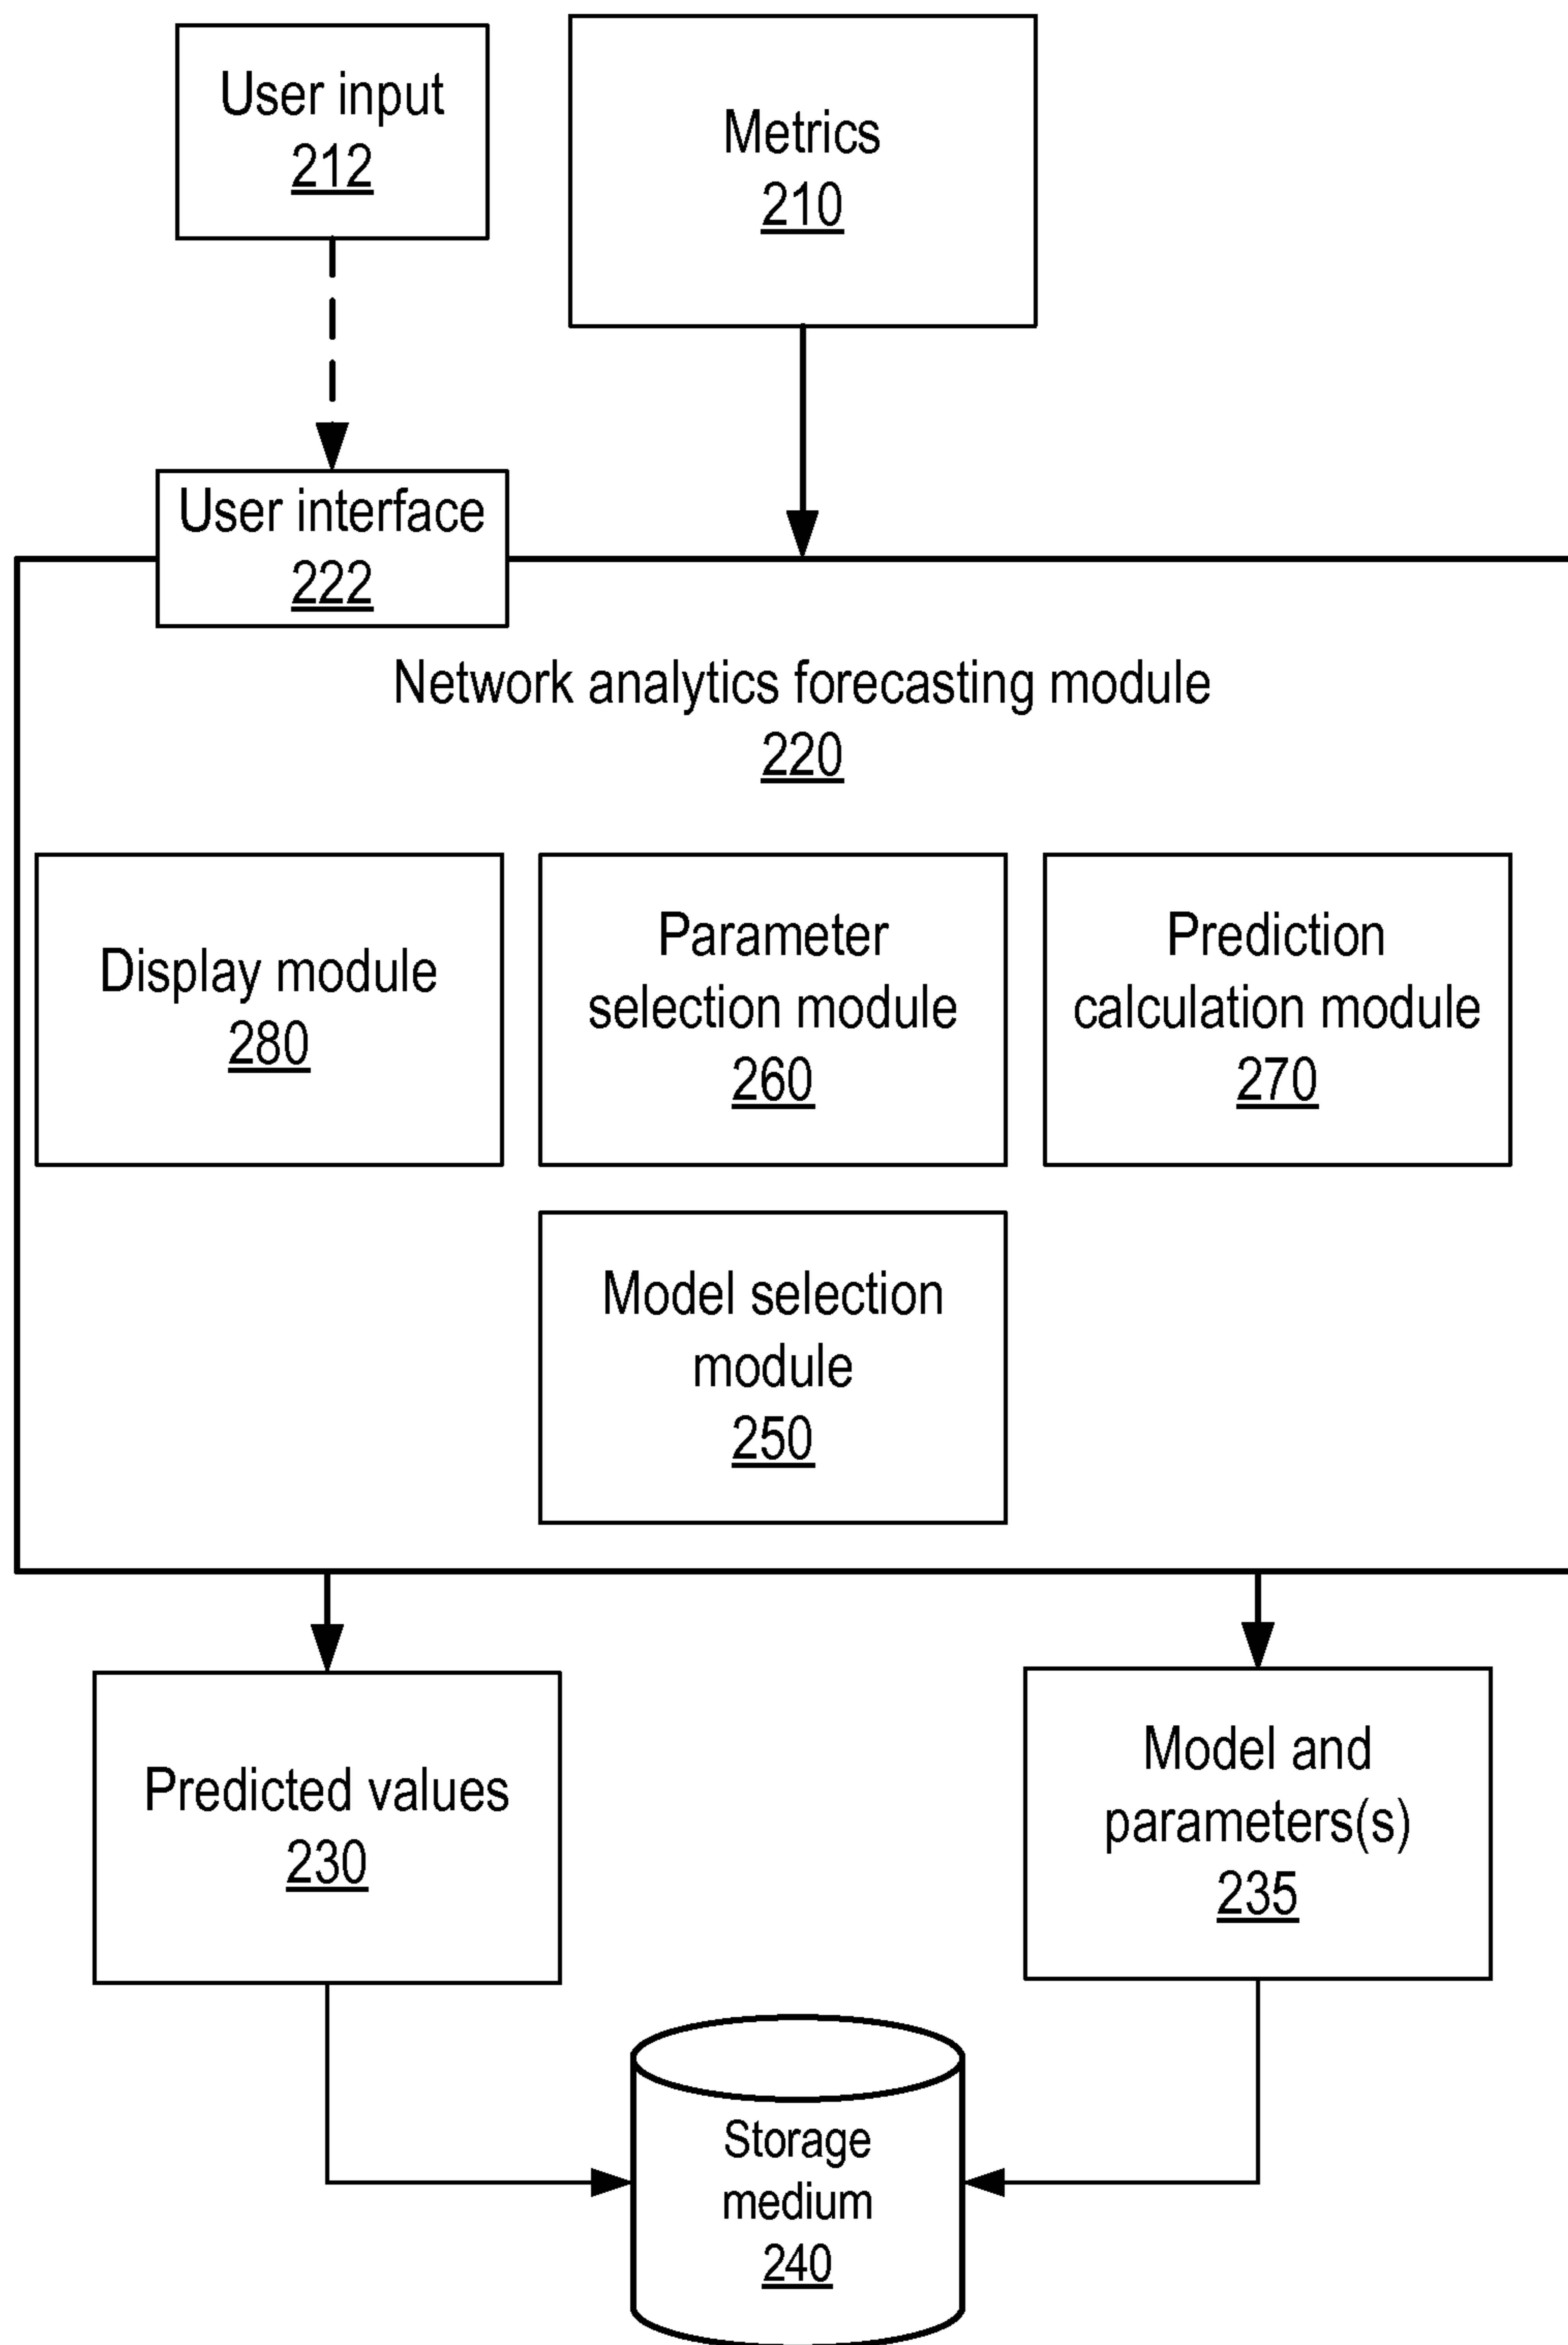 User input
212
Metrics
210
User interface
222
Network analytics forecasting module
220
Display module
280
Parameter
selection module
260
Prediction
calculation module
270
Model selection
module
250
Predicted values
230
Model and
parameters(s)
235
Storage
medium
240